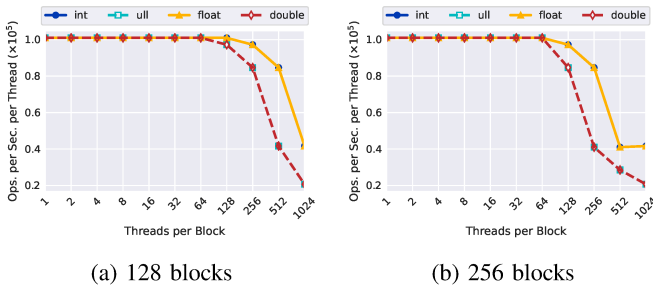 int ull float double
int ull float double
Ops. per Sec. per Thread (×10⁵)
1.0
0.8
0.6
0.4
0.2
1 2 4 8 16 32 64 128 256 512 1024
Threads per Block
Ops. per Sec. per Thread (×10⁵)
1.0
0.8
0.6
0.4
0.2
1 2 4 8 16 32 64 128 256 512 1024
Threads per Block
(a) 128 blocks
(b) 256 blocks